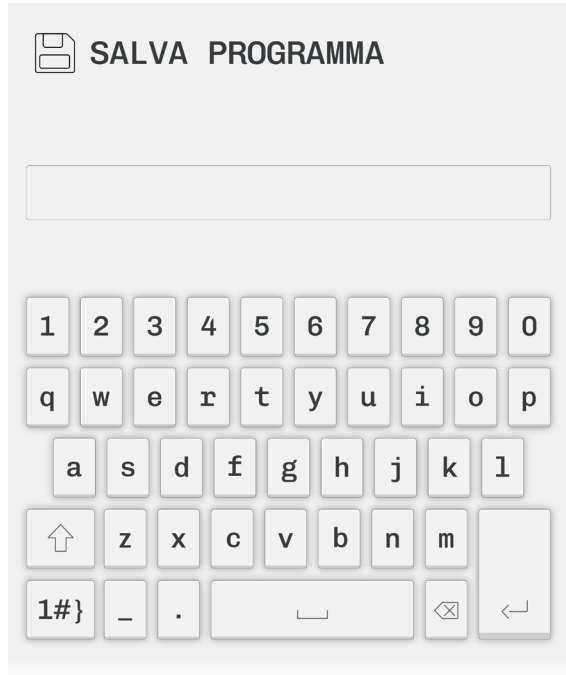 SALVA PROGRAMMA
1 2 3 4 5 6 7 8 9 0
q w e r t y u i o p
a s d f g h j k l
z x c v b n m
1#} _ .